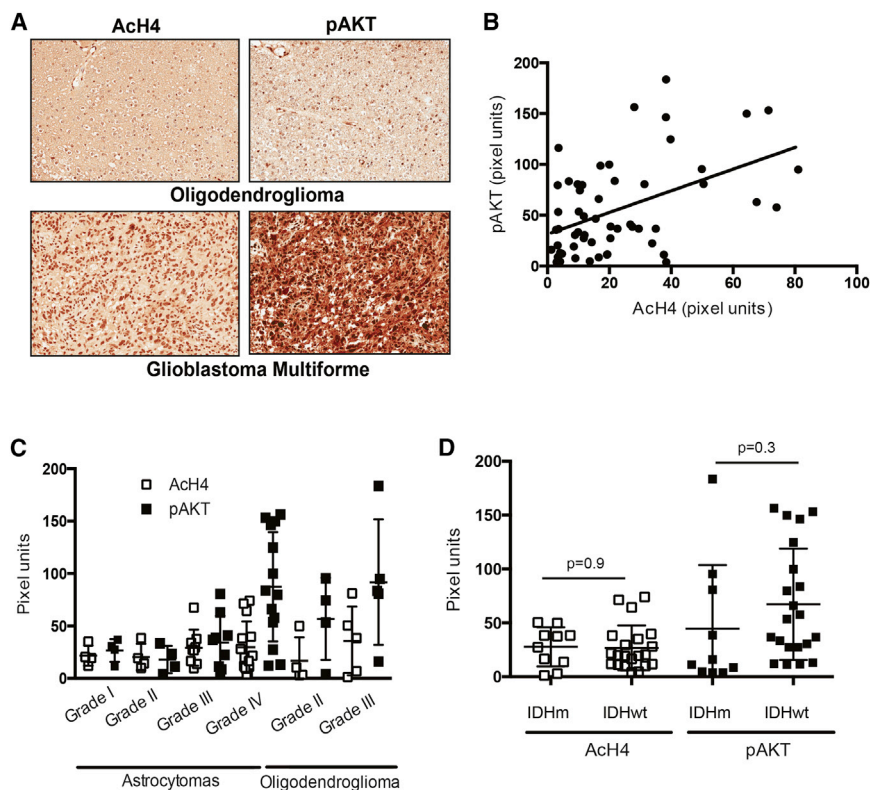 A
AcH4 pAKT
Oligodendroglioma
Glioblastoma Multiforme
B
pAKT (pixel units)
200
150
100
50
0
0 20 40 60 80 100
AcH4 (pixel units)
C
Pixel units
200
150
100
50
0
AcH4
pAKT
Grade I Grade II Grade III Grade IV Grade II Grade III
Astrocytomas Oligodendroglioma
D
Pixel units
200
150
100
50
0
p=0.9
p=0.3
IDHm IDHwt IDHm IDHwt
AcH4 pAKT